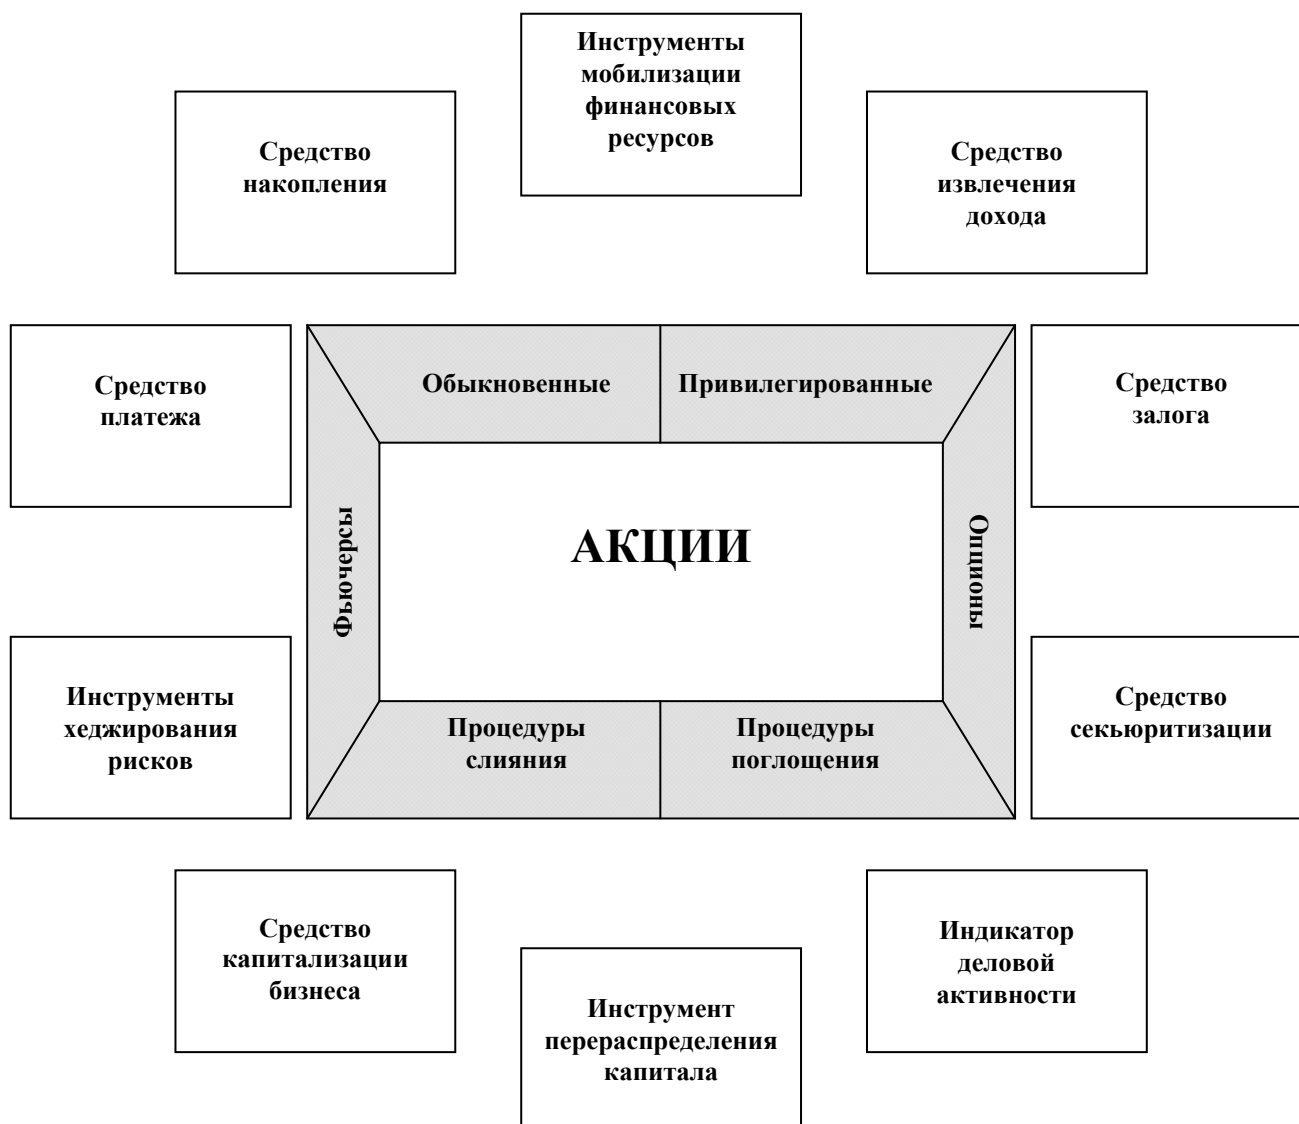 Инструменты
мобилизации
финансовых
ресурсов
Средство
накопления
Средство
извлечения
дохода
Средство
платежа
Обыкновенные
Привилегированные
Средство
залога
Фьючерсы
АКЦИИ
Опционы
Инструменты
хеджирования
рисков
Процедуры
слияния
Процедуры
поглощения
Средство
секьюритизации
Средство
капитализации
бизнеса
Инструмент
перераспределения
капитала
Индикатор
деловой
активности